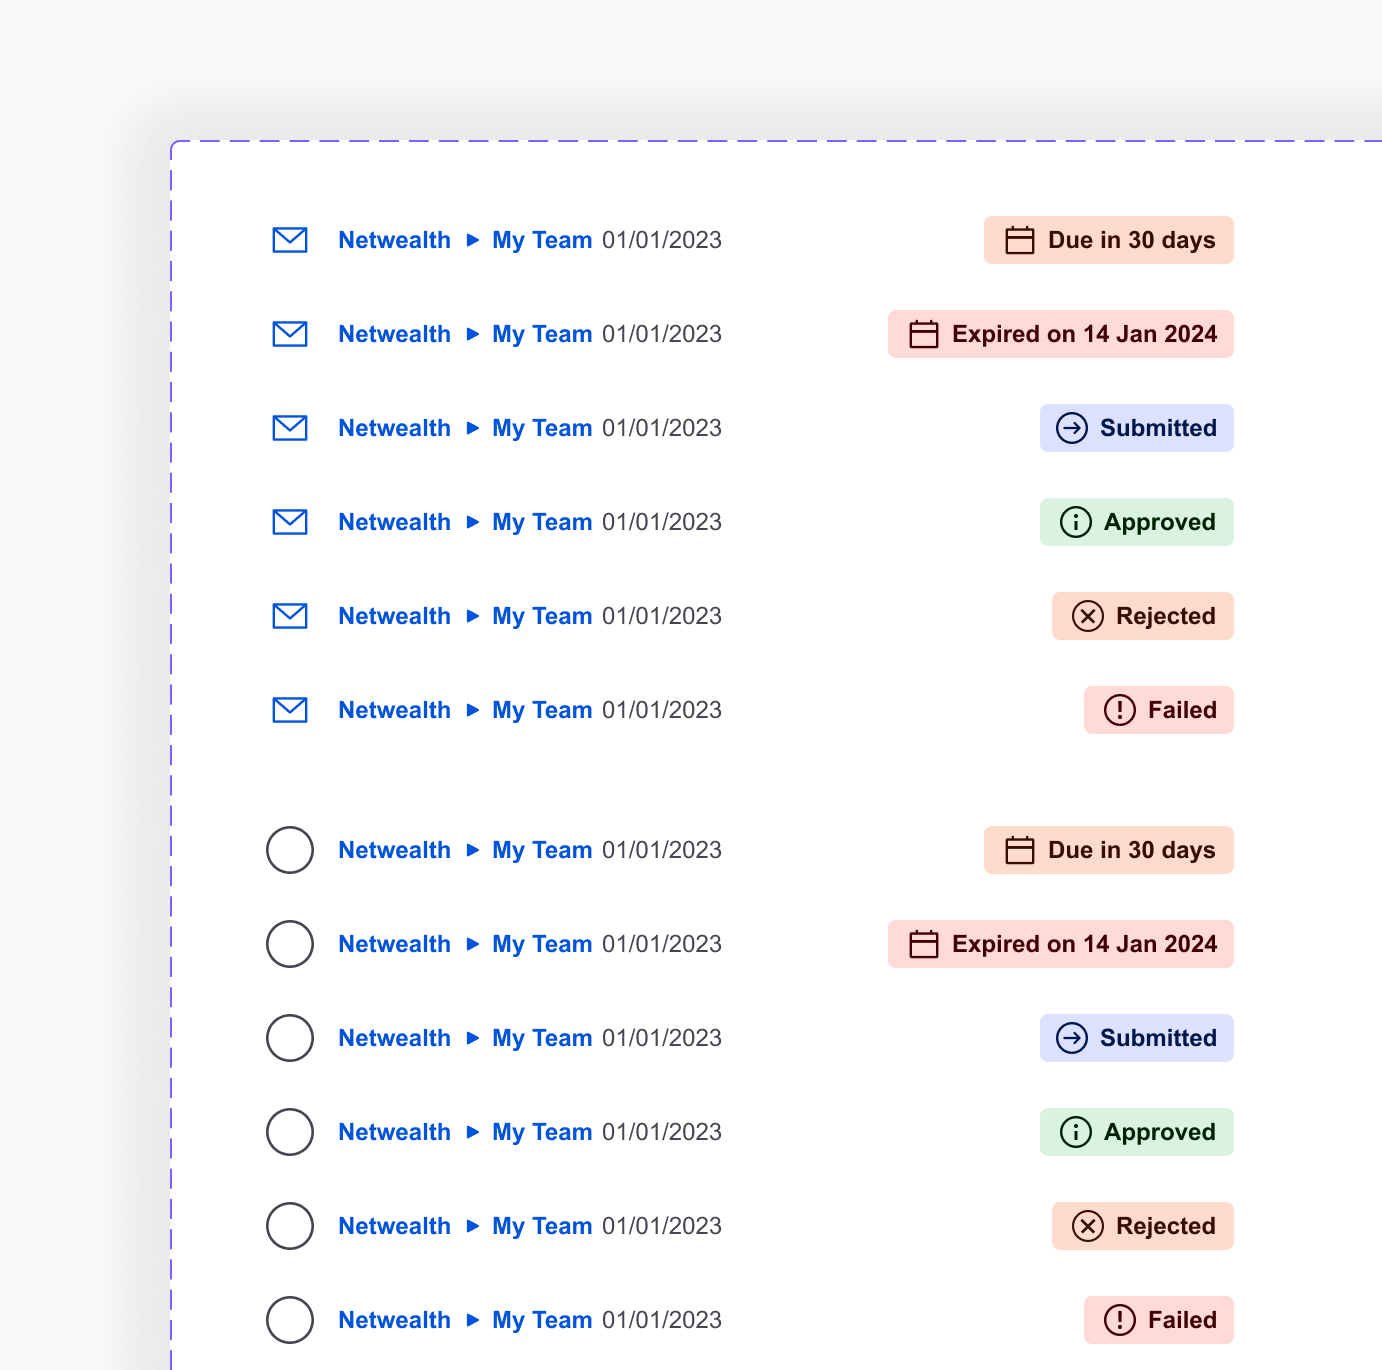 Netwealth ▶ My Team 01/01/2023 Due in 30 days
Netwealth ▶ My Team 01/01/2023 Expired on 14 Jan 2024
Netwealth ▶ My Team 01/01/2023 Submitted
Netwealth ▶ My Team 01/01/2023 Approved
Netwealth ▶ My Team 01/01/2023 Rejected
Netwealth ▶ My Team 01/01/2023 Failed
Netwealth ▶ My Team 01/01/2023 Due in 30 days
Netwealth ▶ My Team 01/01/2023 Expired on 14 Jan 2024
Netwealth ▶ My Team 01/01/2023 Submitted
Netwealth ▶ My Team 01/01/2023 Approved
Netwealth ▶ My Team 01/01/2023 Rejected
Netwealth ▶ My Team 01/01/2023 Failed